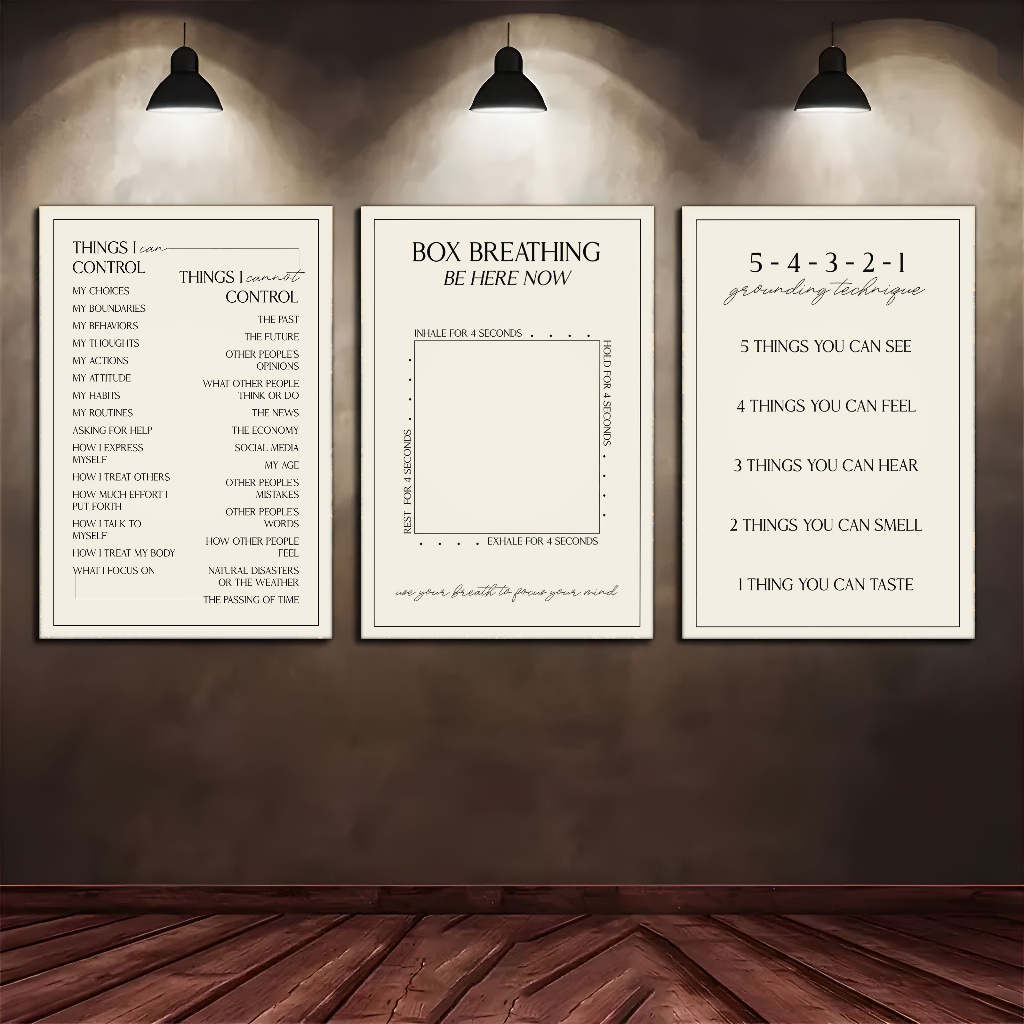 THINGS I can
CONTROL
MY CHOICES
MY BOUNDARIES
MY BEHAVIORS
MY THOUGHTS
MY ACTIONS
MY ATTITUDE
MY HABITS
MY ROUTINES
ASKING FOR HELP
HOW I EXPRESS
MYSELF
HOW I TREAT OTHERS
HOW MUCH EFFORT I
PUT FORTH
HOW I TALK TO
MYSELF
HOW I TREAT MY BODY
WHAT I FOCUS ON
THINGS I cannot
CONTROL
THE PAST
THE FUTURE
OTHER PEOPLE'S
OPINIONS
WHAT OTHER PEOPLE
THINK OR DO
THE NEWS
THE ECONOMY
SOCIAL MEDIA
MY AGE
OTHER PEOPLE'S
MISTAKES
OTHER PEOPLE'S
WORDS
HOW OTHER PEOPLE
FEEL
NATURAL DISASTERS
OR THE WEATHER
THE PASSING OF TIME
BOX BREATHING
BE HERE NOW
INHALE FOR 4 SECONDS . . . .
HOLD FOR 4 SECONDS . . . .
. . . . EXHALE FOR 4 SECONDS
REST FOR 4 SECONDS . . . .
use your breath to focus your mind
5 - 4 - 3 - 2 - 1
grounding technique
5 THINGS YOU CAN SEE
4 THINGS YOU CAN FEEL
3 THINGS YOU CAN HEAR
2 THINGS YOU CAN SMELL
1 THING YOU CAN TASTE